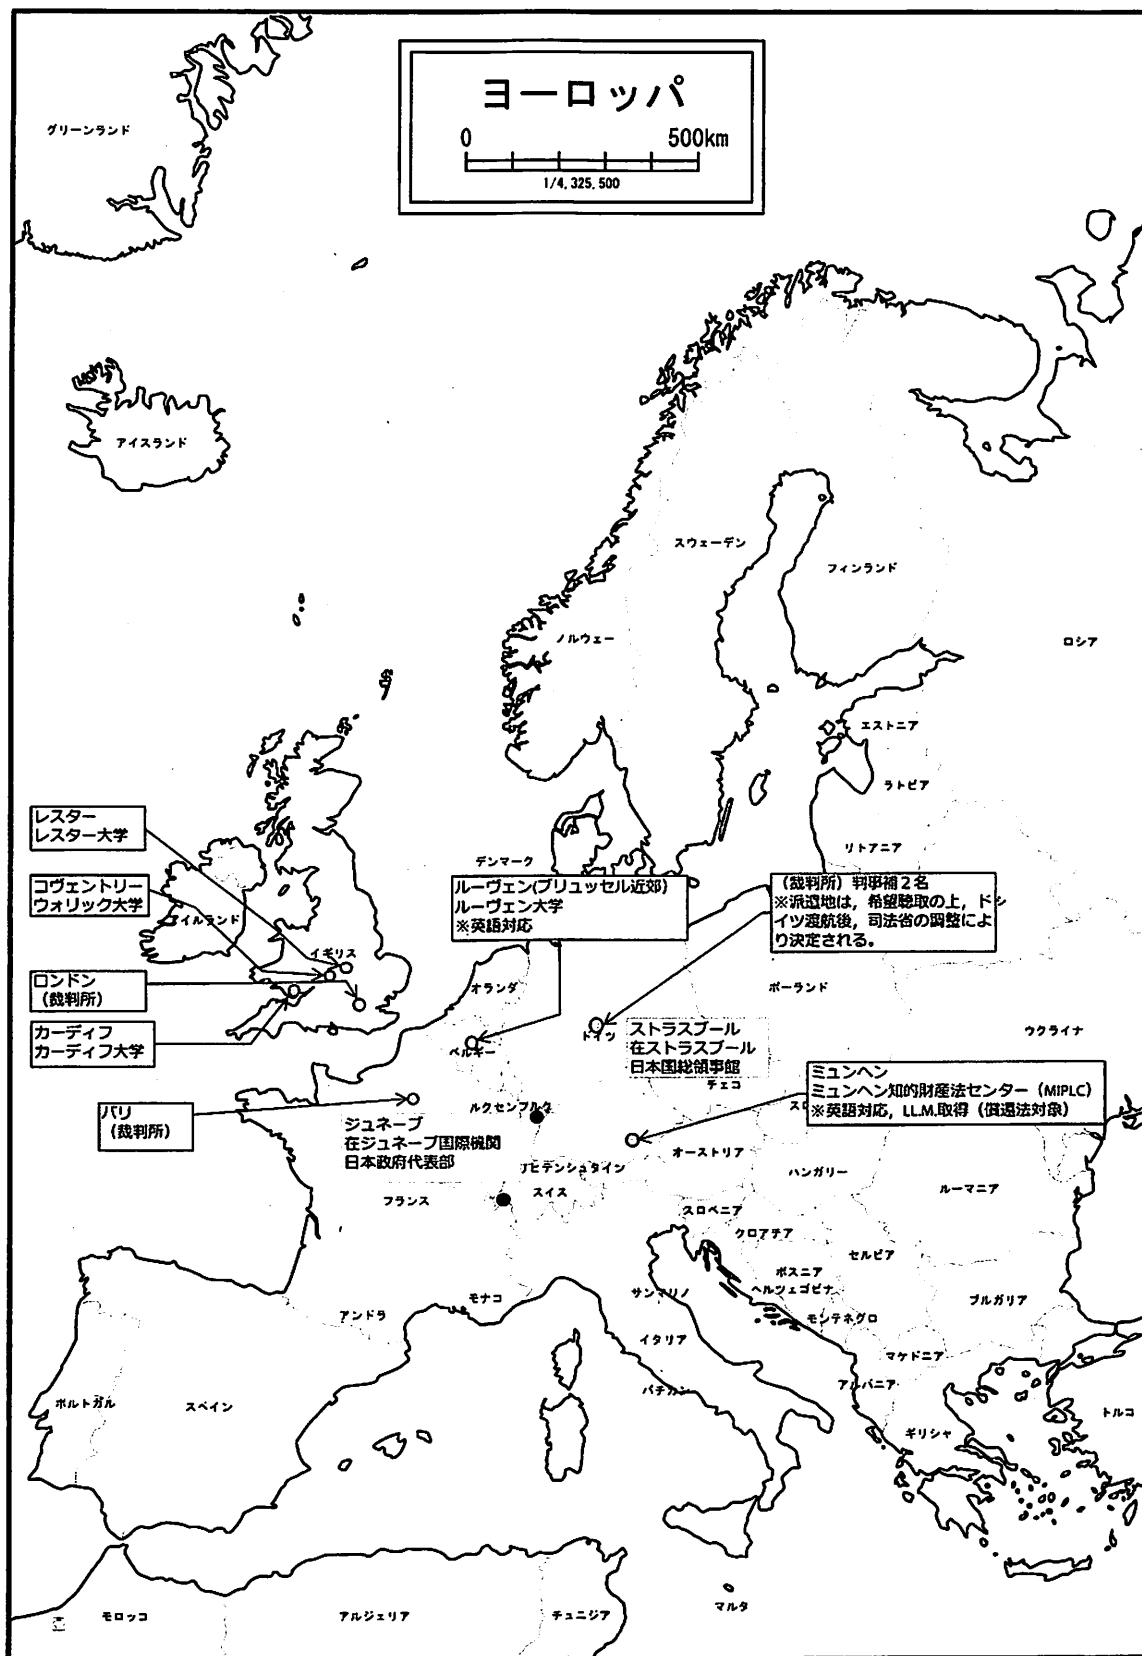 ヨーロッパ
0 500km
1/4,325,500
グリーンランド
アイスランド
スウェーデン
フィンランド
ノルウェー
ロシア
エストニア
ラトビア
リトアニア
デンマーク
レスター
レスター大学
コヴェントリー
ウォリック大学
イルランド
イギリス
ロンドン
(裁判所)
カーディフ
カーディフ大学
ルーヴェン(ブリュッセル近郊)
ルーヴェン大学
※英語対応
(裁判所)判事補2名
※派遣地は,希望聴取の上,ド
イツ渡航後,司法省の調整によ
り決定される。
オランダ
ポーランド
ベルギー
ドイツ
ウクライナ
ストラスブール
在ストラスブール
日本国総領事館
チェコ
ミュンヘン
ミュンヘン知的財産法センター(MIPLC)
※英語対応,LL.M.取得(償還法対象)
スロ
パリ
(裁判所)
ルクセンブルク
ジュネーブ
在ジュネーブ国際機関
日本政府代表部
リヒテンシュタイン
オーストリア
ハンガリー
ルーマニア
フランス
スイス
スロベニア
クロアチア
セルビア
ボスニア
ヘルツェゴビナ
モンテネグロ
ブルガリア
アンドラ
モナコ
サンマリノ
イタリア
マケドニア
アルバニア
バチカン
ポルトガル
スペイン
ギリシャ
トルコ
モロッコ
アルジェリア
チュニジア
マルタ